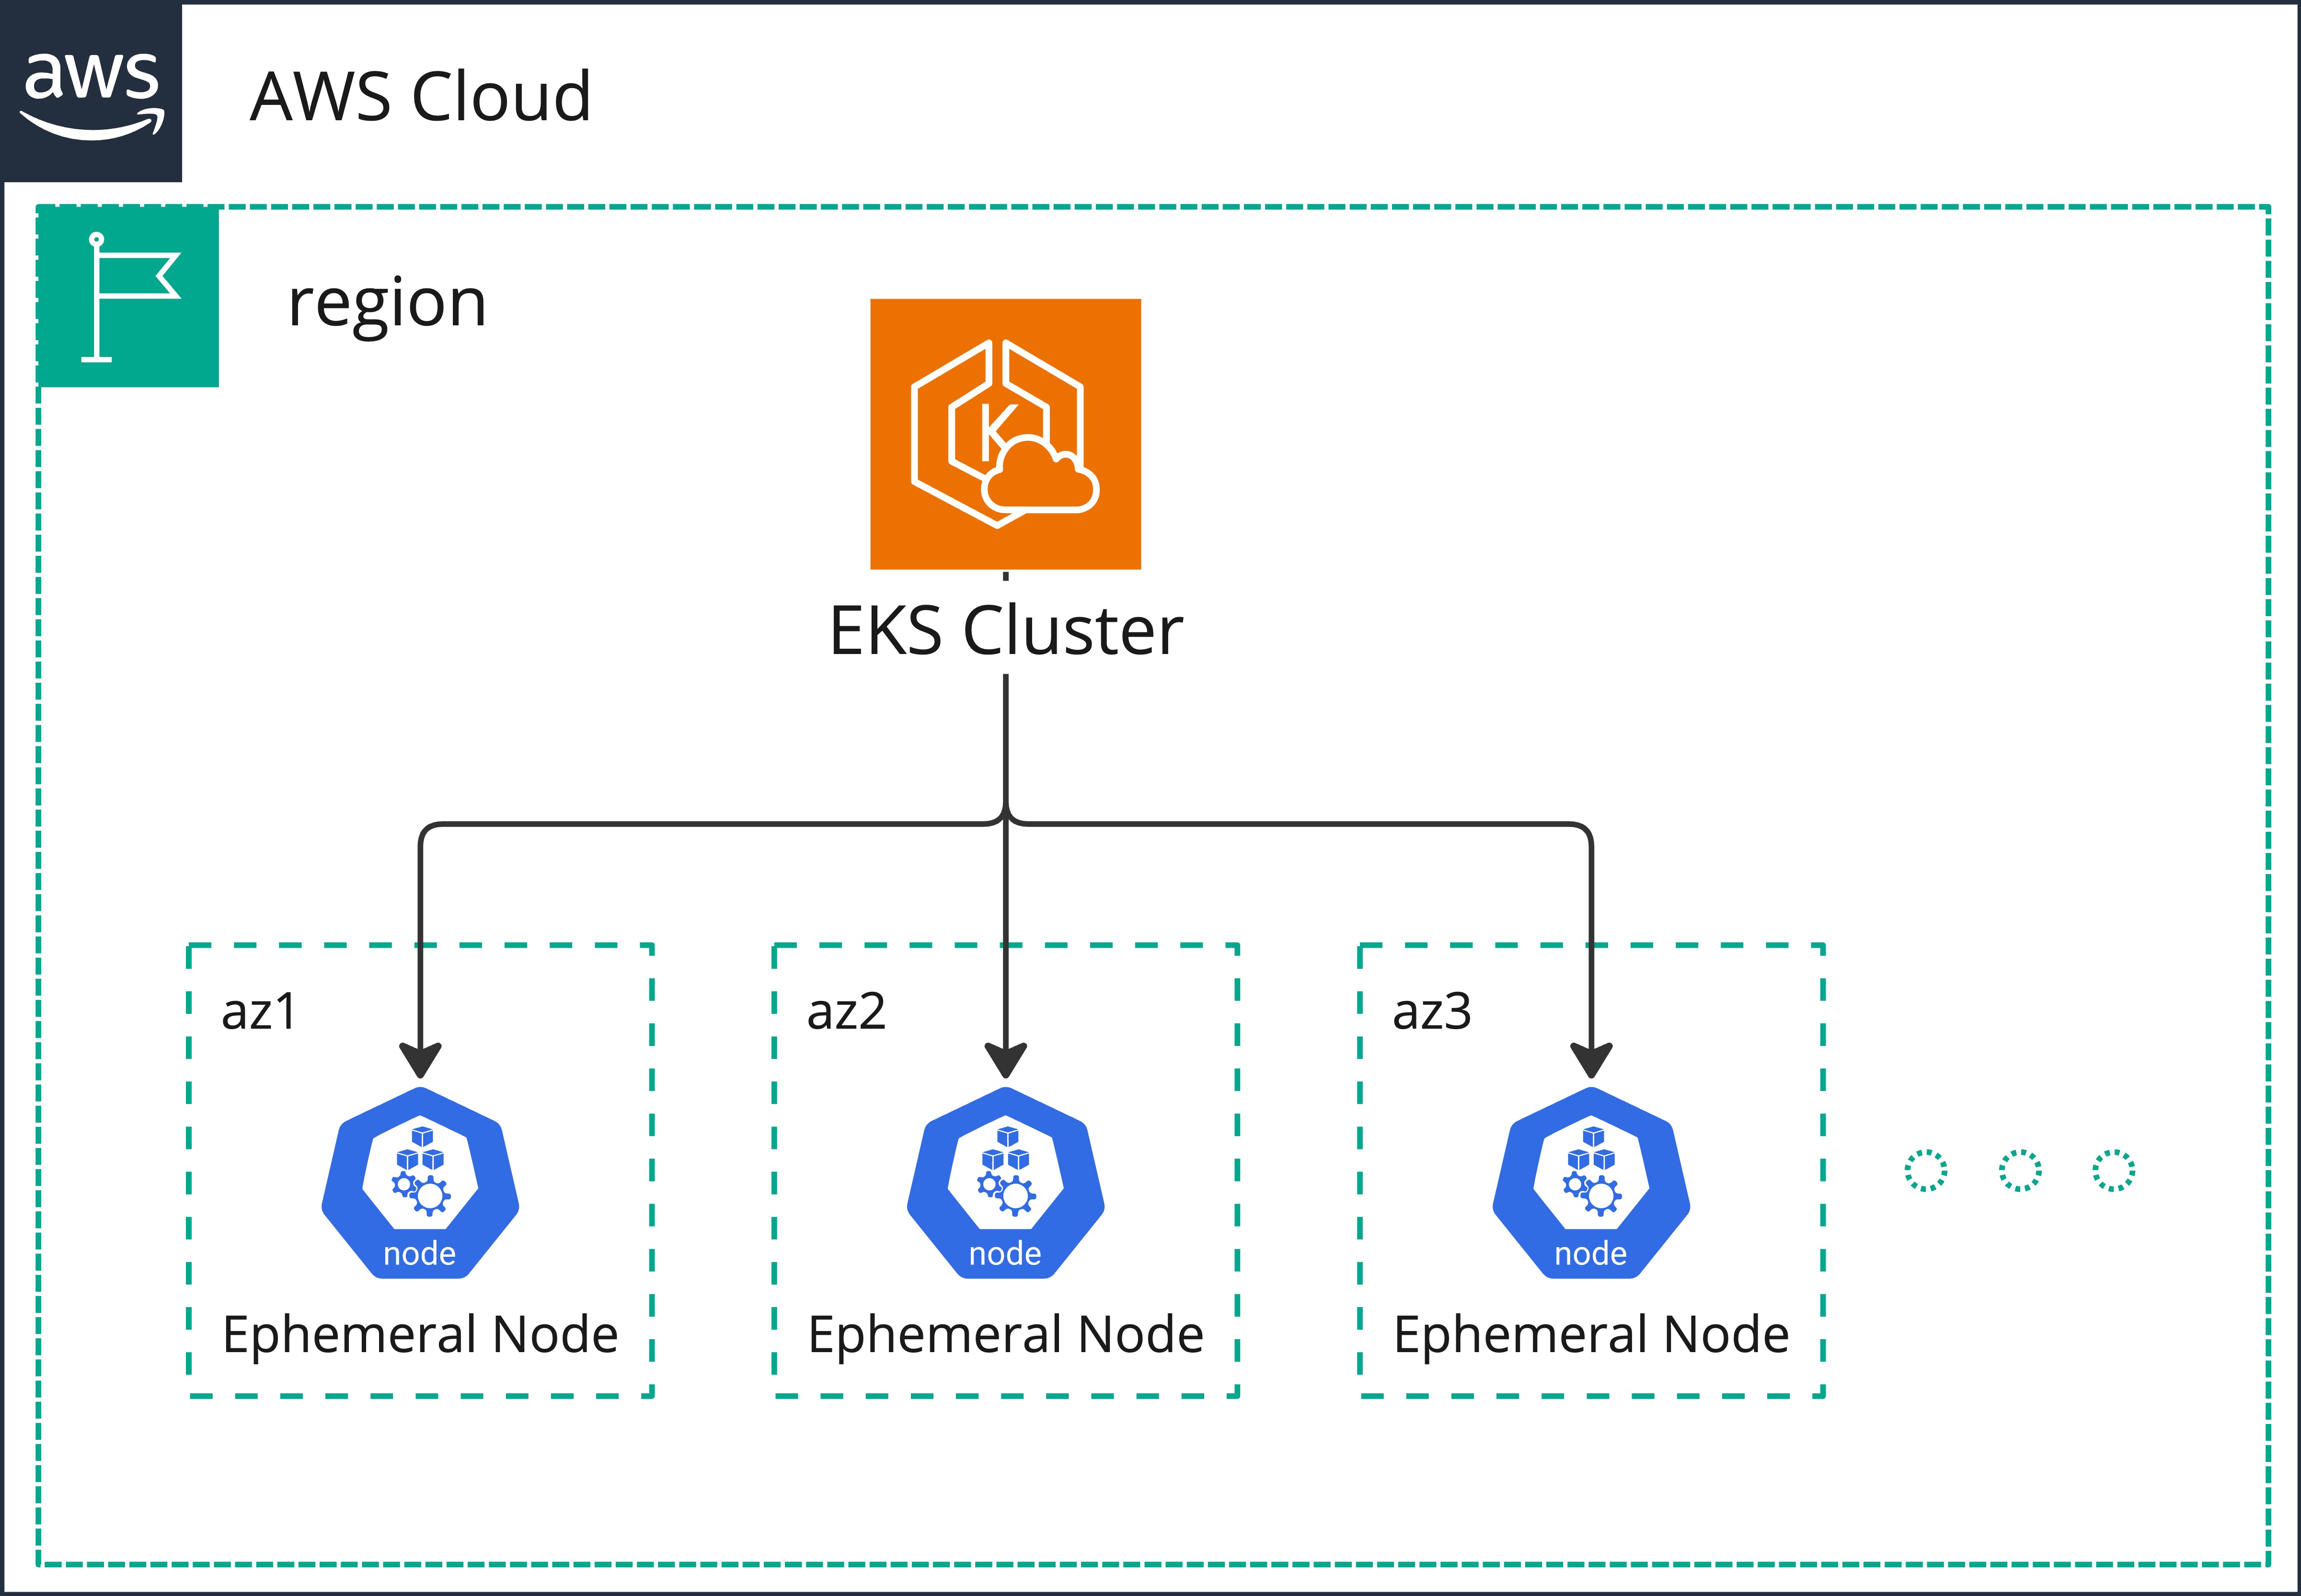 aws
AWS Cloud
region
K
EKS Cluster
az1
az2
az3
node
node
node
Ephemeral Node
Ephemeral Node
Ephemeral Node